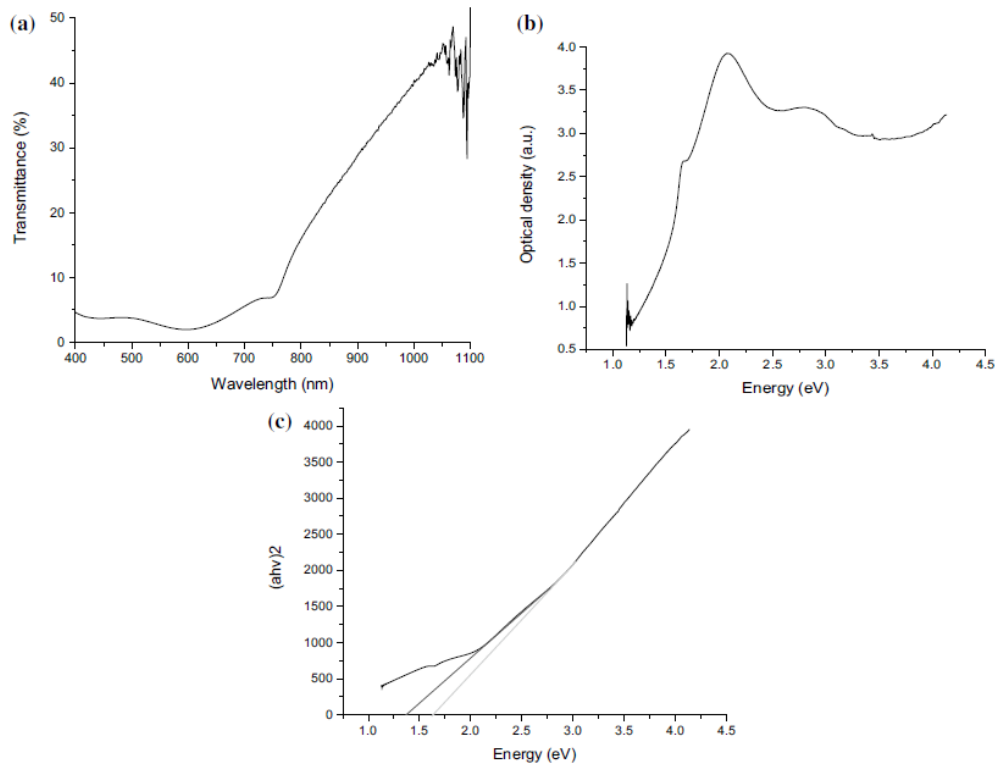 (a)
50
40
30
20
10
0
Transmittance (%)
400 500 600 700 800 900 1000 1100
Wavelength (nm)
(b)
4.0
3.5
3.0
2.5
2.0
1.5
1.0
0.5
Optical density (a.u.)
1.0 1.5 2.0 2.5 3.0 3.5 4.0 4.5
Energy (eV)
(c)
4000
3500
3000
2500
2000
1500
1000
500
0
(ahv)2
1.0 1.5 2.0 2.5 3.0 3.5 4.0 4.5
Energy (eV)